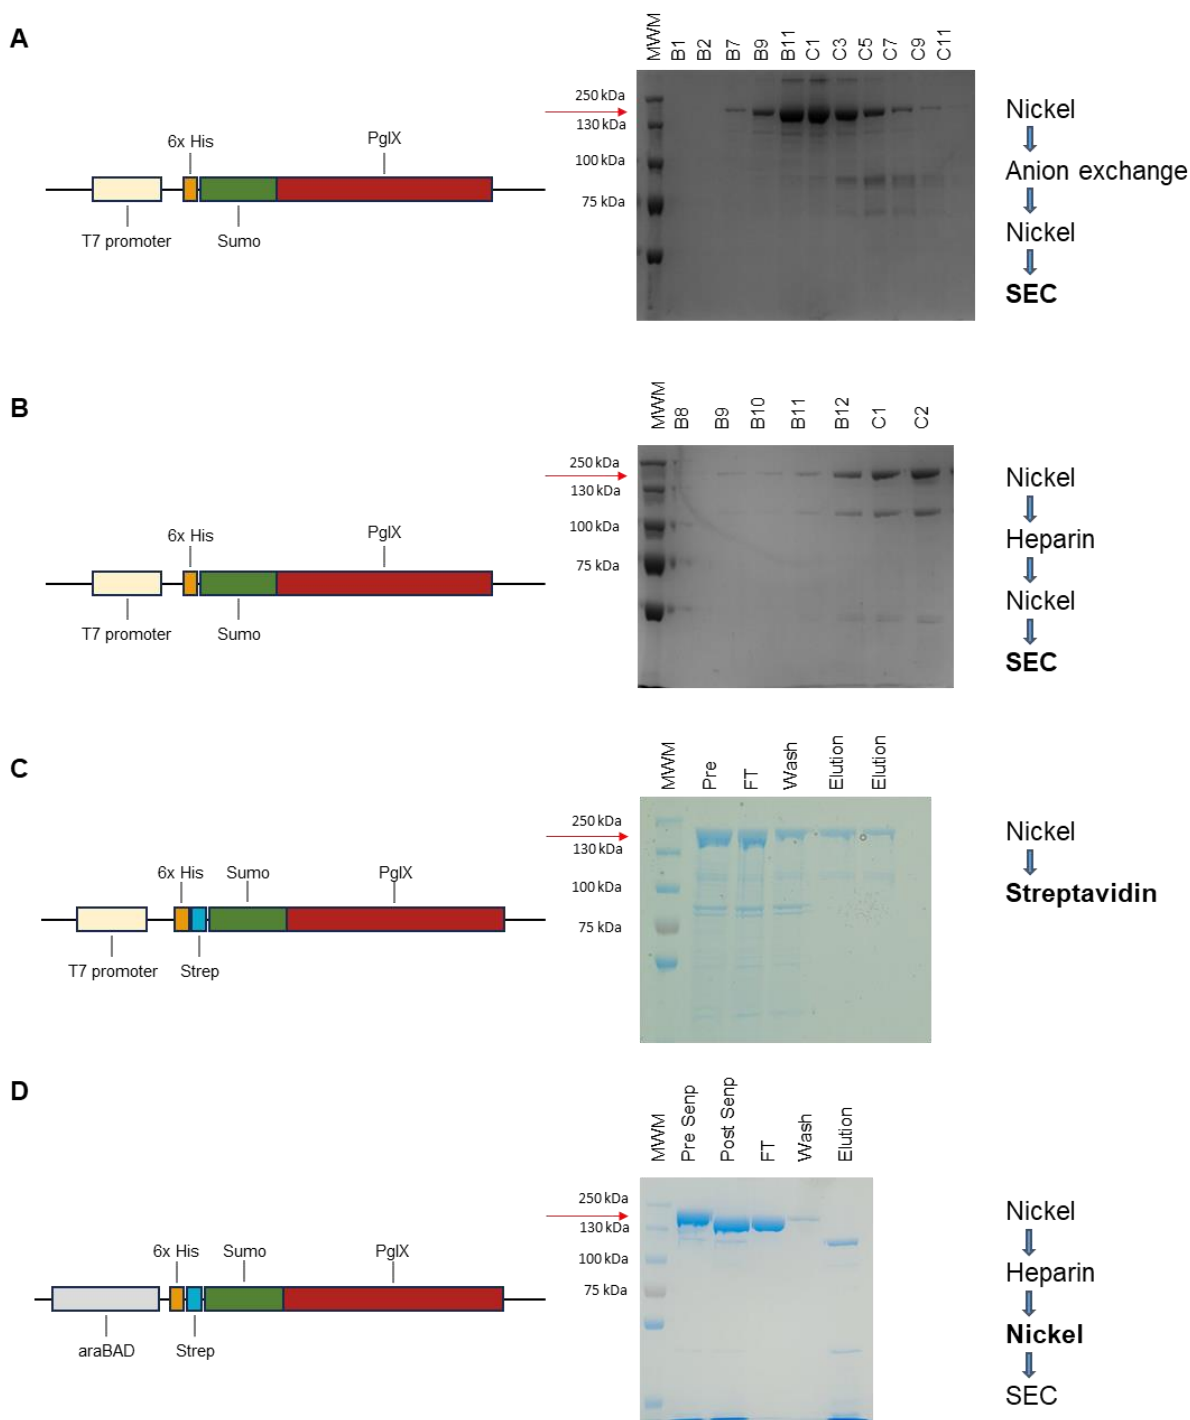 A
6x His
PglX
T7 promoter
Sumo
MWM B1 B2 B7 B9 B11 C1 C3 C5 C7 C9 C11
250 kDa
130 kDa
100 kDa
75 kDa
Nickel
Anion exchange
Nickel
SEC
B
6x His
PglX
T7 promoter
Sumo
MWM B8 B9 B10 B11 B12 C1 C2
250 kDa
130 kDa
100 kDa
75 kDa
Nickel
Heparin
Nickel
SEC
C
6x His Sumo PglX
T7 promoter Strep
MWM Pre FT Wash Elution Elution
250 kDa
130 kDa
100 kDa
75 kDa
Nickel
Streptavidin
D
6x His Sumo PglX
araBAD Strep
MWM Pre Senp Post Senp FT Wash Elution
250 kDa
130 kDa
100 kDa
75 kDa
Nickel
Heparin
Nickel
SEC